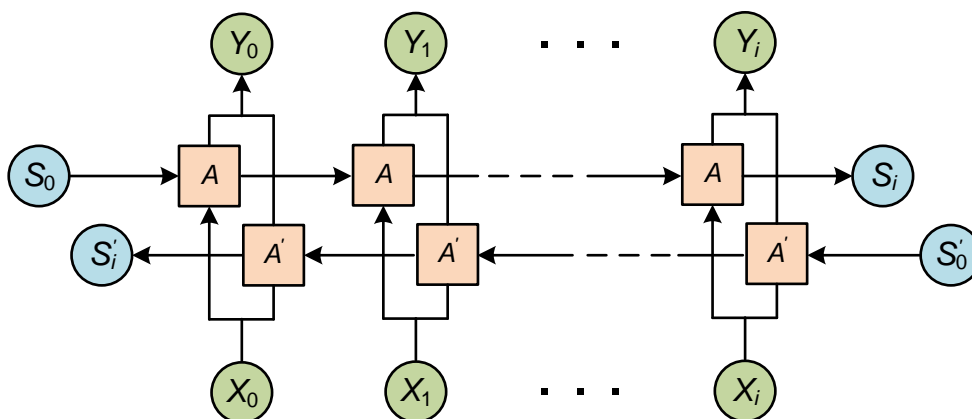 Y₀ Y₁ . . . Yᵢ
S₀ A A A Sᵢ
S'ᵢ A' A' A' S'₀
X₀ X₁ . . . Xᵢ